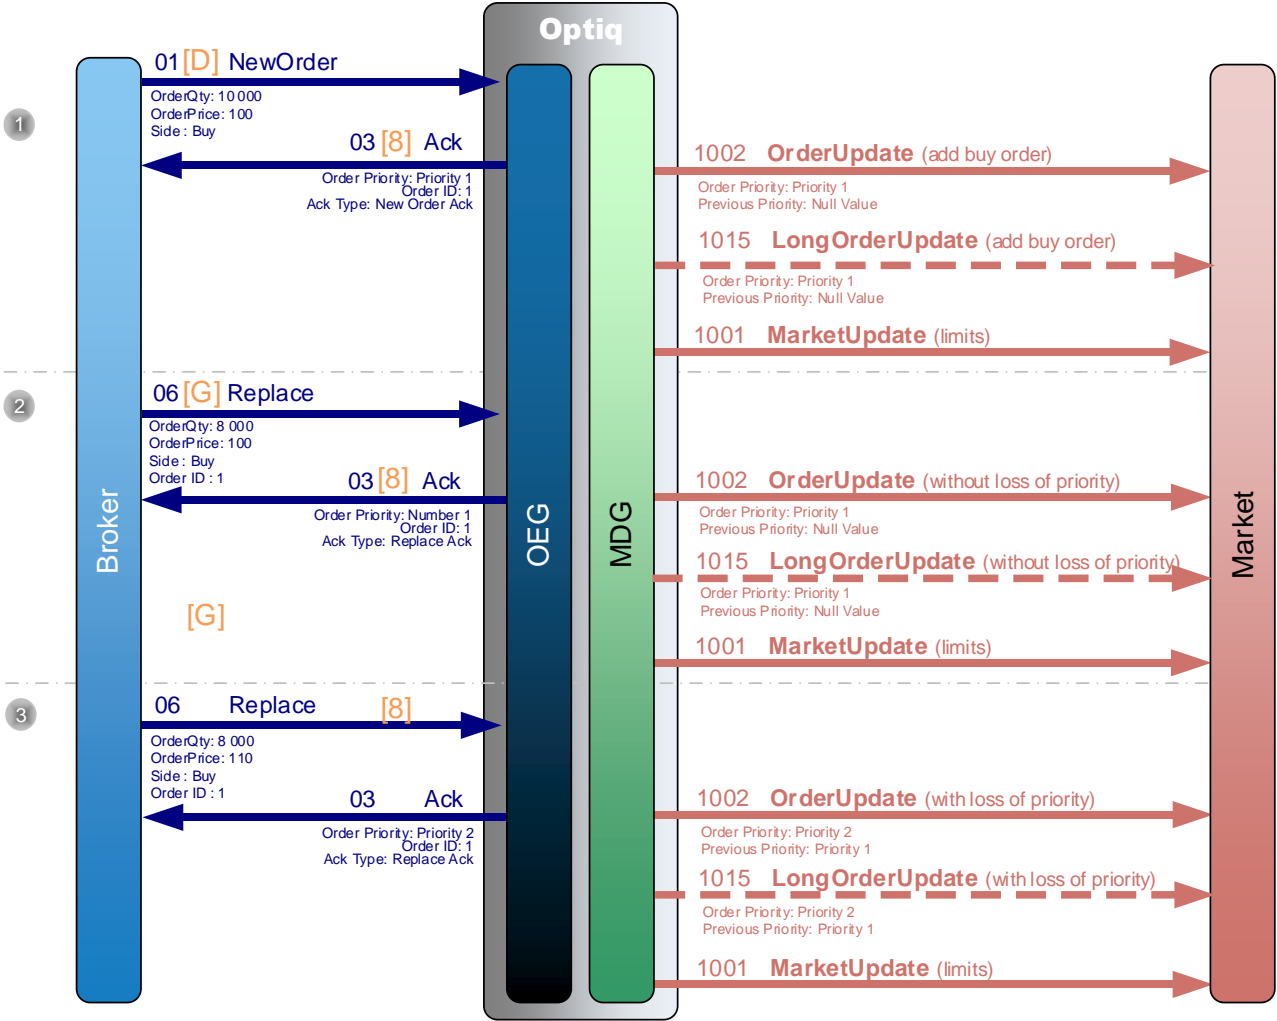 Optiq
01 [D] NewOrder
OrderQty: 10 000
OrderPrice: 100
Side : Buy
1
03 [8] Ack
Order Priority: Priority 1
Order ID: 1
Ack Type: New Order Ack
1002 OrderUpdate (add buy order)
Order Priority: Priority 1
Previous Priority: Null Value
1015 LongOrderUpdate (add buy order)
Order Priority: Priority 1
Previous Priority: Null Value
1001 MarketUpdate (limits)
2
06 [G] Replace
OrderQty: 8 000
OrderPrice: 100
Side : Buy
Order ID : 1
03 [8] Ack
Order Priority: Number 1
Order ID: 1
Ack Type: Replace Ack
1002 OrderUpdate (without loss of priority)
Order Priority: Priority 1
Previous Priority: Null Value
1015 LongOrderUpdate (without loss of priority)
Order Priority: Priority 1
Previous Priority: Null Value
1001 MarketUpdate (limits)
Broker
OEG
MDG
Market
[G]
3
06 Replace [8]
OrderQty: 8 000
OrderPrice: 110
Side : Buy
Order ID : 1
03 Ack
Order Priority: Priority 2
Order ID: 1
Ack Type: Replace Ack
1002 OrderUpdate (with loss of priority)
Order Priority: Priority 2
Previous Priority: Priority 1
1015 LongOrderUpdate (with loss of priority)
Order Priority: Priority 2
Previous Priority: Priority 1
1001 MarketUpdate (limits)